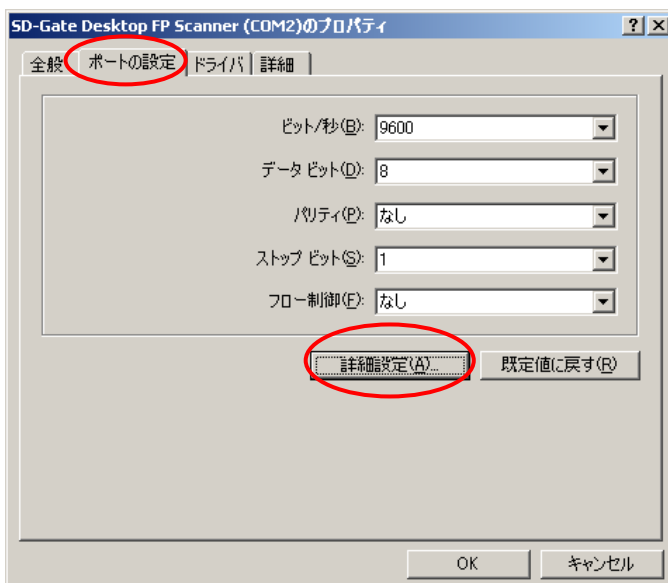 SD-Gate Desktop FP Scanner (COM2)のプロパティ
全般 ポートの設定 ドライバ 詳細
ビット/秒(B): 9600
データ ビット(D): 8
パリティ(P): なし
ストップ ビット(S): 1
フロー制御(F): なし
詳細設定(A)... 既定値に戻す(R)
OK キャンセル